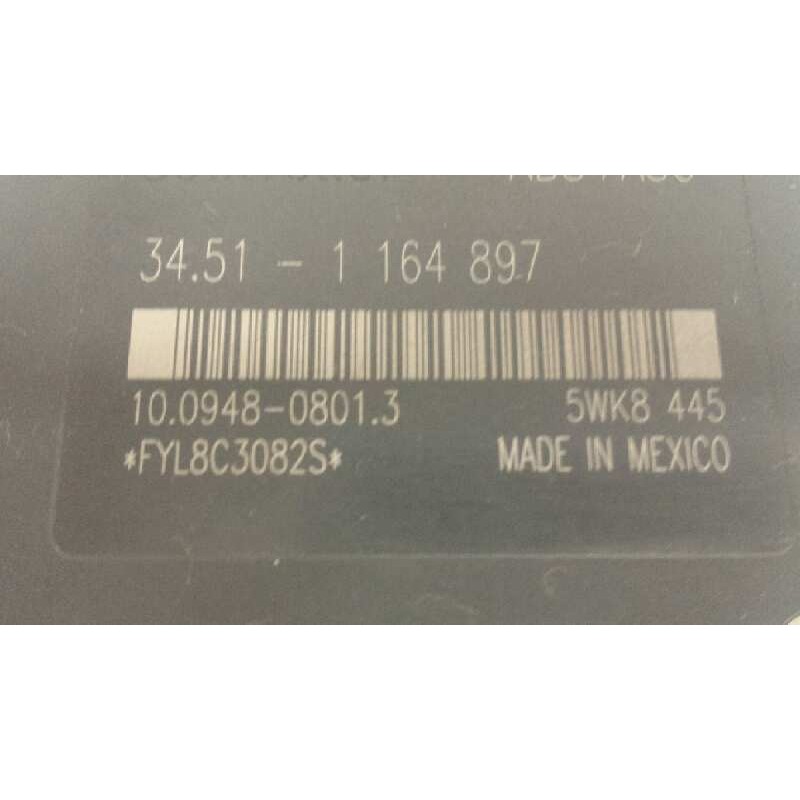 34.51 - 1 164 897
10.0948-0801.3 5WK8 445
*FYL8C3082S* MADE IN MEXICO